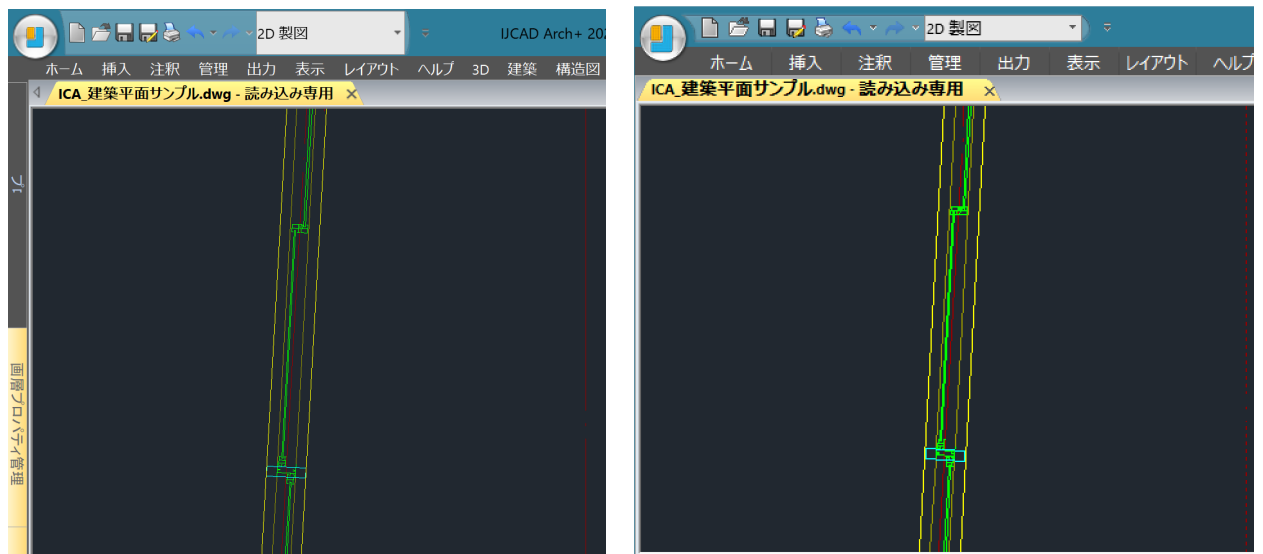 2D 製図
IJCAD Arch+ 202
ホーム 挿入 注釈 管理 出力 表示 レイアウト ヘルプ 3D 建築 構造図
ICA_建築平面サンプル.dwg - 読み込み専用
画層プロパティ管理
2D 製図
ホーム 挿入 注釈 管理 出力 表示 レイアウト ヘルプ
ICA_建築平面サンプル.dwg - 読み込み専用